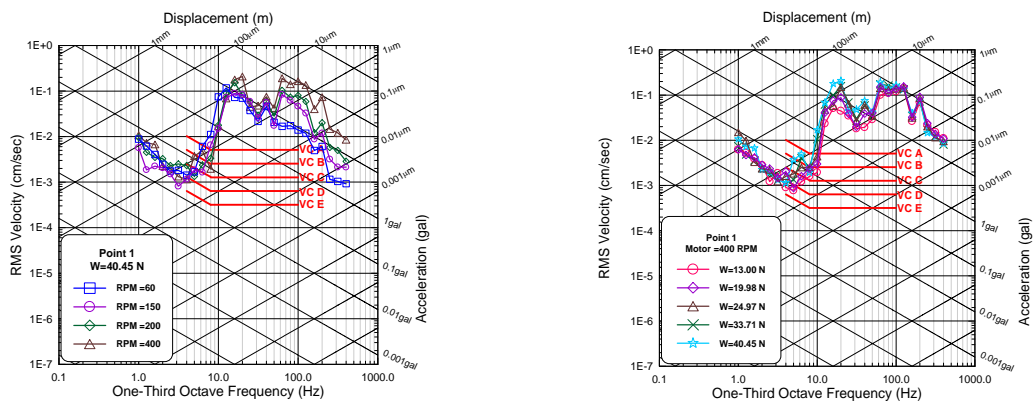 Displacement (m)
1mm
100μm
10μm
1μm
0.1μm
0.01μm
0.001μm
1gal
0.1gal
0.01gal
0.001gal
Acceleration (gal)
RMS Velocity (cm/sec)
1E+0
1E-1
1E-2
1E-3
1E-4
1E-5
1E-6
1E-7
0.1
1.0
10.0
100.0
1000.0
One-Third Octave Frequency (Hz)
VC B
VC C
VC D
VC E
Point 1
W=40.45 N
RPM =60
RPM =150
RPM =200
RPM =400
Displacement (m)
1mm
100μm
10μm
1μm
0.1μm
0.01μm
0.001μm
1gal
0.1gal
0.01gal
0.001gal
Acceleration (gal)
RMS Velocity (cm/sec)
1E+0
1E-1
1E-2
1E-3
1E-4
1E-5
1E-6
1E-7
0.1
1.0
10.0
100.0
1000.0
One-Third Octave Frequency (Hz)
VC A
VC B
VC C
VC D
VC E
Point 1
Motor =400 RPM
W=13.00 N
W=19.98 N
W=24.97 N
W=33.71 N
W=40.45 N